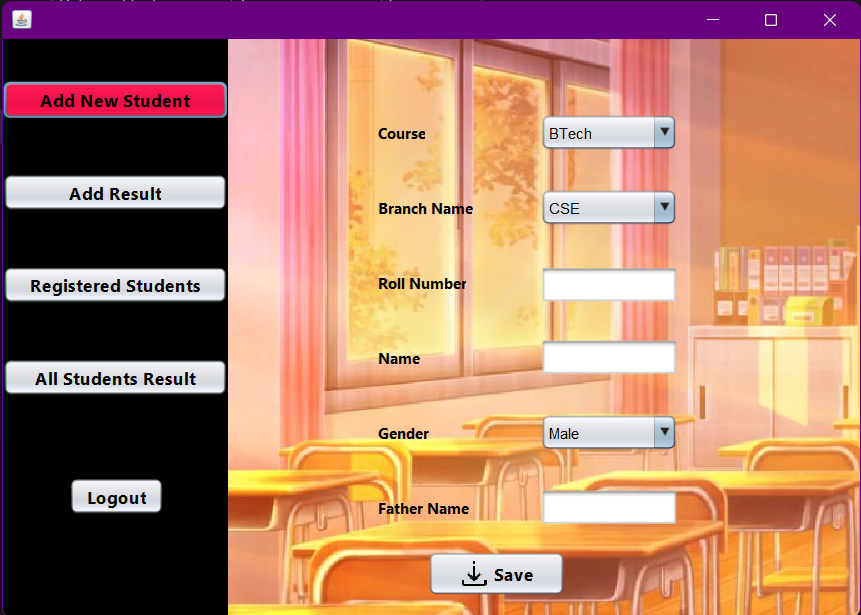 Add New Student
Add Result
Registered Students
All Students Result
Logout
Course
BTech
Branch Name
CSE
Roll Number
Name
Gender
Male
Father Name
Save